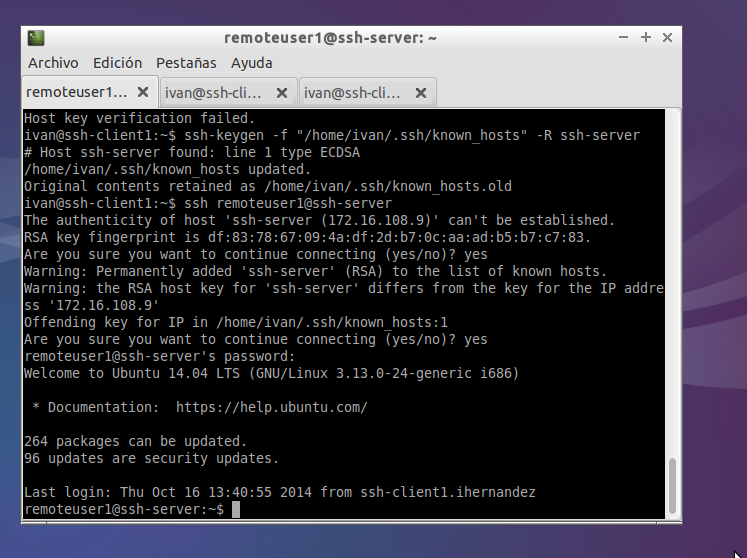 remoteuser1@ssh-server: ~
Archivo Edición Pestañas Ayuda
remoteuser1... ivan@ssh-cli... ivan@ssh-cli...
Host key verification failed.
ivan@ssh-client1:~$ ssh-keygen -f "/home/ivan/.ssh/known_hosts" -R ssh-server
# Host ssh-server found: line 1 type ECDSA
/home/ivan/.ssh/known_hosts updated.
Original contents retained as /home/ivan/.ssh/known_hosts.old
ivan@ssh-client1:~$ ssh remoteuser1@ssh-server
The authenticity of host 'ssh-server (172.16.108.9)' can't be established.
RSA key fingerprint is df:83:78:67:09:4a:df:2d:b7:0c:aa:ad:b5:b7:c7:83.
Are you sure you want to continue connecting (yes/no)? yes
Warning: Permanently added 'ssh-server' (RSA) to the list of known hosts.
Warning: the RSA host key for 'ssh-server' differs from the key for the IP addre
ss '172.16.108.9'
Offending key for IP in /home/ivan/.ssh/known_hosts:1
Are you sure you want to continue connecting (yes/no)? yes
remoteuser1@ssh-server's password:
Welcome to Ubuntu 14.04 LTS (GNU/Linux 3.13.0-24-generic i686)
* Documentation:  https://help.ubuntu.com/
264 packages can be updated.
96 updates are security updates.
Last login: Thu Oct 16 13:40:55 2014 from ssh-client1.ihernandez
remoteuser1@ssh-server:~$